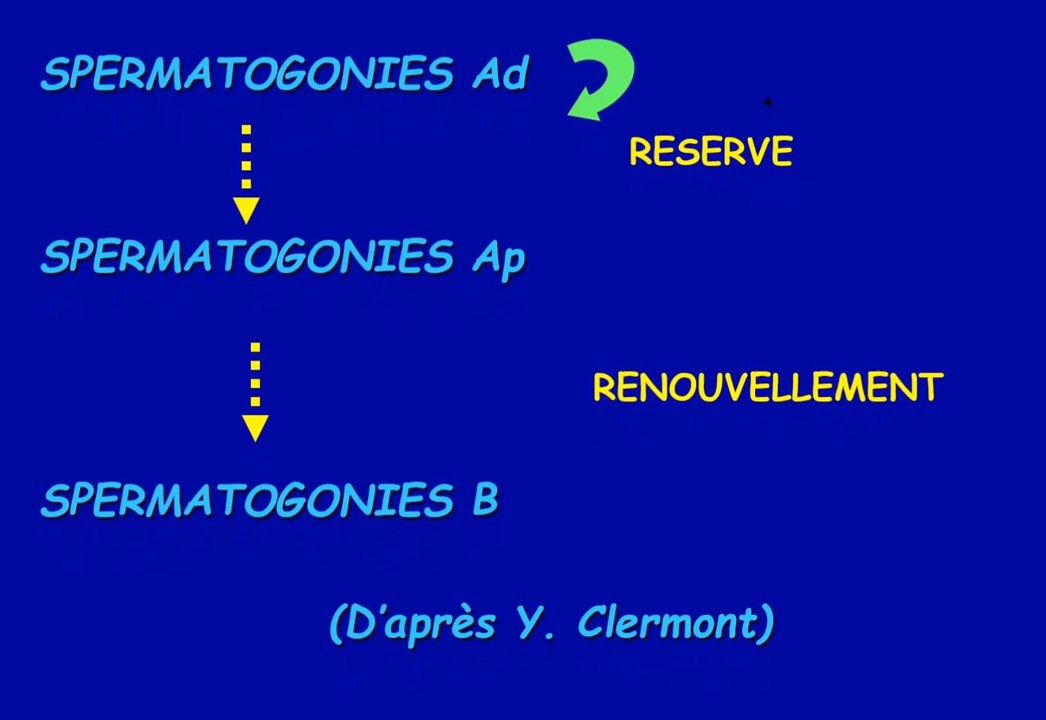 SPERMATOGONIES Ad
RESERVE
SPERMATOGONIES Ap
RENOUVELLEMENT
SPERMATOGONIES B
(D'après Y. Clermont)